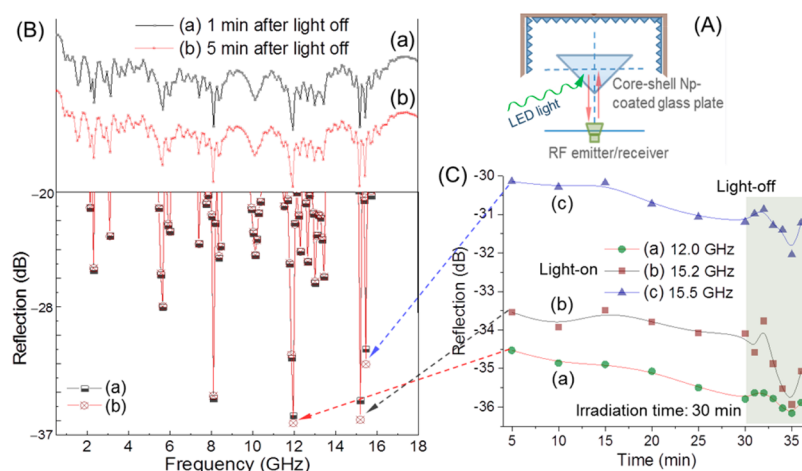 (B)
(a) 1 min after light off
(b) 5 min after light off
(a)
(b)
-20
-28
-37
Reflection (dB)
(a)
(b)
2 4 6 8 10 12 14 16 18
Frequency (GHz)
(A)
LED light
Core-shell Np-
coated glass plate
RF emitter/receiver
(C)
-30
-31
-32
-33
-34
-35
-36
Reflection (dB)
Light-off
(c)
(a) 12.0 GHz
Light-on
(b) 15.2 GHz
(c) 15.5 GHz
(b)
(a)
Irradiation time: 30 min
5 10 15 20 25 30 35
Time (min)